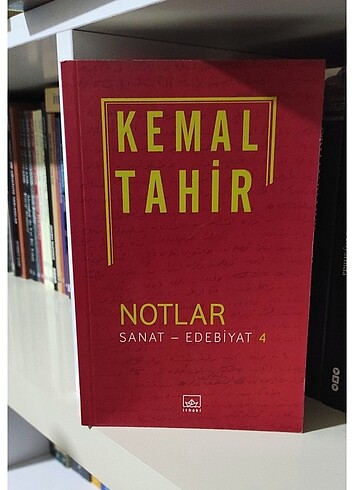 KEMAL
TAHİR
NOTLAR
SANAT – EDEBİYAT 4
ithaki